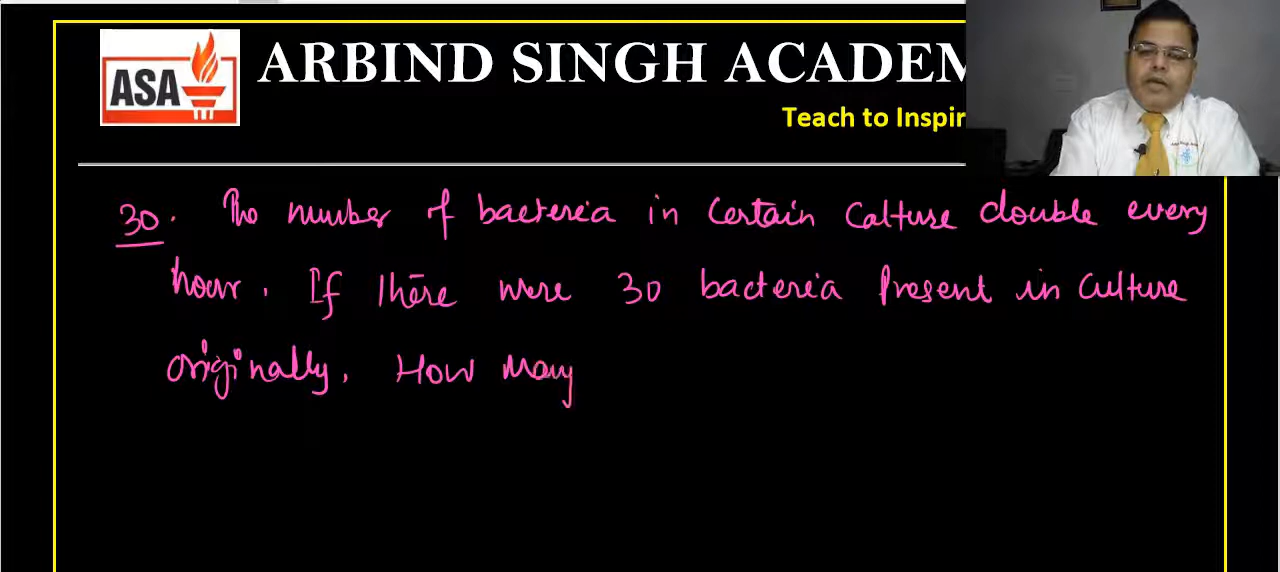 ASA
ARBIND SINGH ACADEM
Teach to Inspir
30. The number of bacteria in Certain Calture double every
hour. If there were 30 bacteria Present in Culture
originally. How many